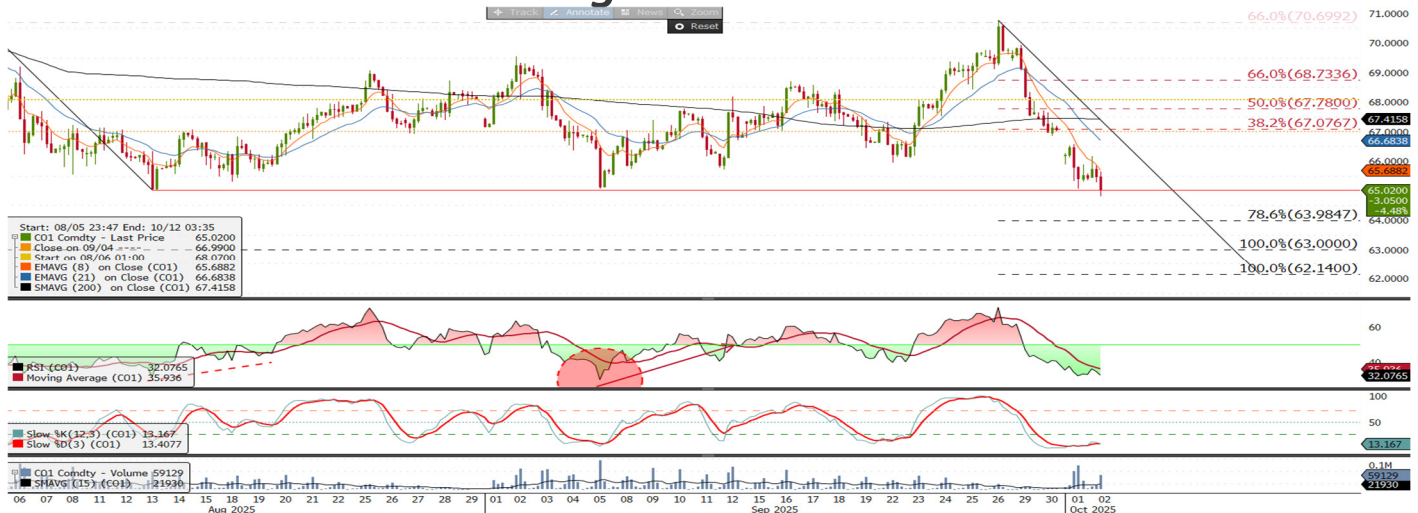 g
Track Annotate News Zoom
Reset
66.0%(70.6992)
66.0%(68.7336)
50.0%(67.7800)
38.2%(67.0767)
78.6%(63.9847)
100.0%(63.0000)
100.0%(62.1400)
71.0000
70.0000
69.0000
68.0000
67.4158
67.0000
66.6838
66.0000
65.6882
65.0200
-3.0500
-4.48%
64.0000
63.0000
62.0000
Start: 08/05 23:47 End: 10/12 03:35
CO1 Comdty - Last Price 65.0200
Close on 09/04 ---- 66.9900
Start on 08/06 01:00 68.0700
EMAVG (8) on Close (CO1) 65.6882
EMAVG (21) on Close (CO1) 66.6838
SMAVG (200) on Close (CO1) 67.4158
RSI (CO1) 32.0765
Moving Average (CO1) 35.936
60
40
35.936
32.0765
Slow %K(12,3) (CO1) 13.167
Slow %D(3) (CO1) 13.4077
100
50
13.167
CO1 Comdty - Volume 59129
SMAVG (15) (CO1) 21930
0.1M
59129
21930
06 07 08 11 12 13 14 15 18 19 20 21 22 25 26 27 28 29 01 02 03 04 05 08 09 10 11 12 15 16 17 18 19 22 23 24 25 26 29 30 01 02
Aug 2025 Sep 2025 Oct 2025